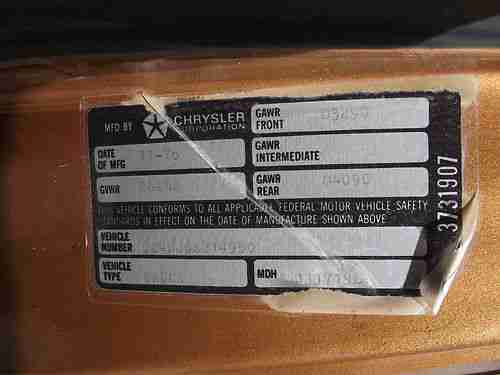 MFD BY CHRYSLER CORPORATION
GAWR FRONT
DATE OF MFG
GAWR INTERMEDIATE
GVWR
GAWR REAR 04090
THIS VEHICLE CONFORMS TO ALL APPLICABLE FEDERAL MOTOR VEHICLE SAFETY
STANDARDS IN EFFECT ON THE DATE OF MANUFACTURE SHOWN ABOVE
VEHICLE NUMBER
VEHICLE TYPE
MDH
3731907